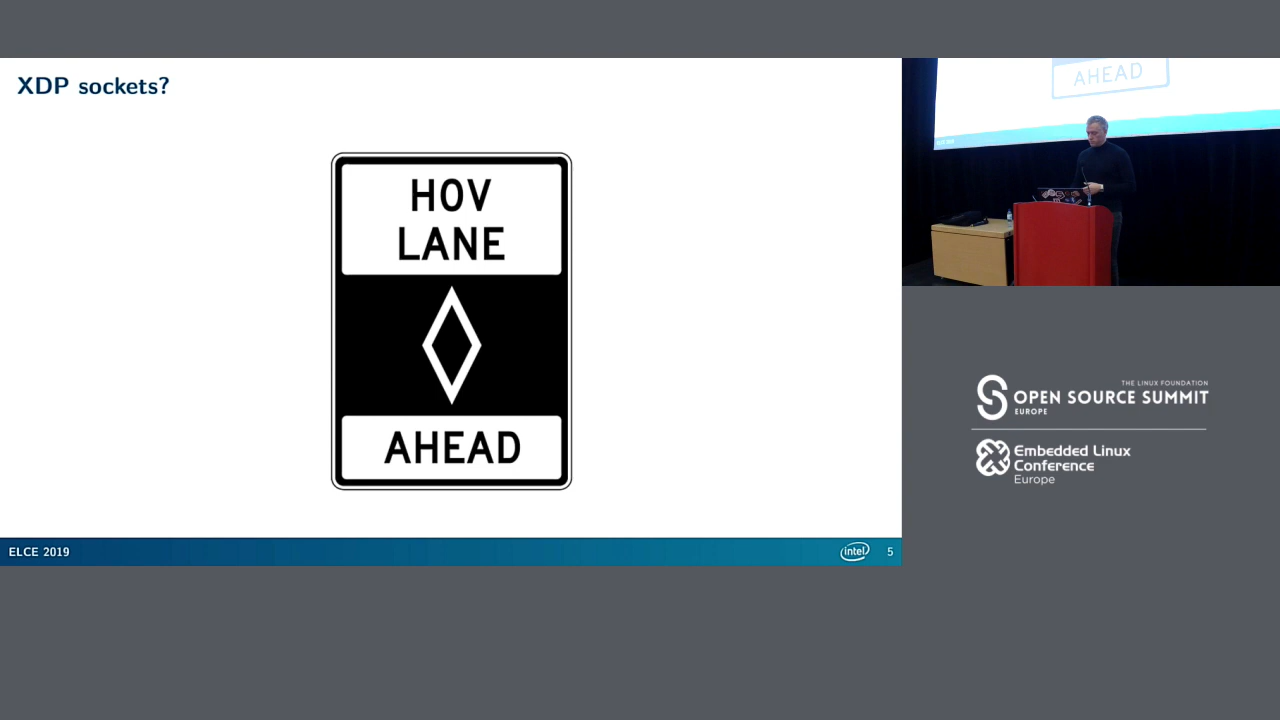 XDP sockets?
HOV
LANE
AHEAD
ELCE 2019
intel
5
AHEAD
THE LINUX FOUNDATION
OPEN SOURCE SUMMIT
EUROPE
Embedded Linux
Conference
Europe